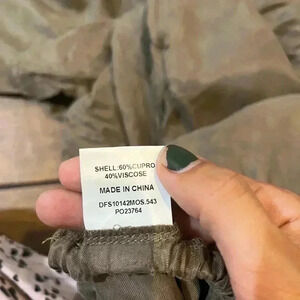 SHELL:60%CUPRO
40%VISCOSE
MADE IN CHINA
DFS10142MOS.543
PO23764